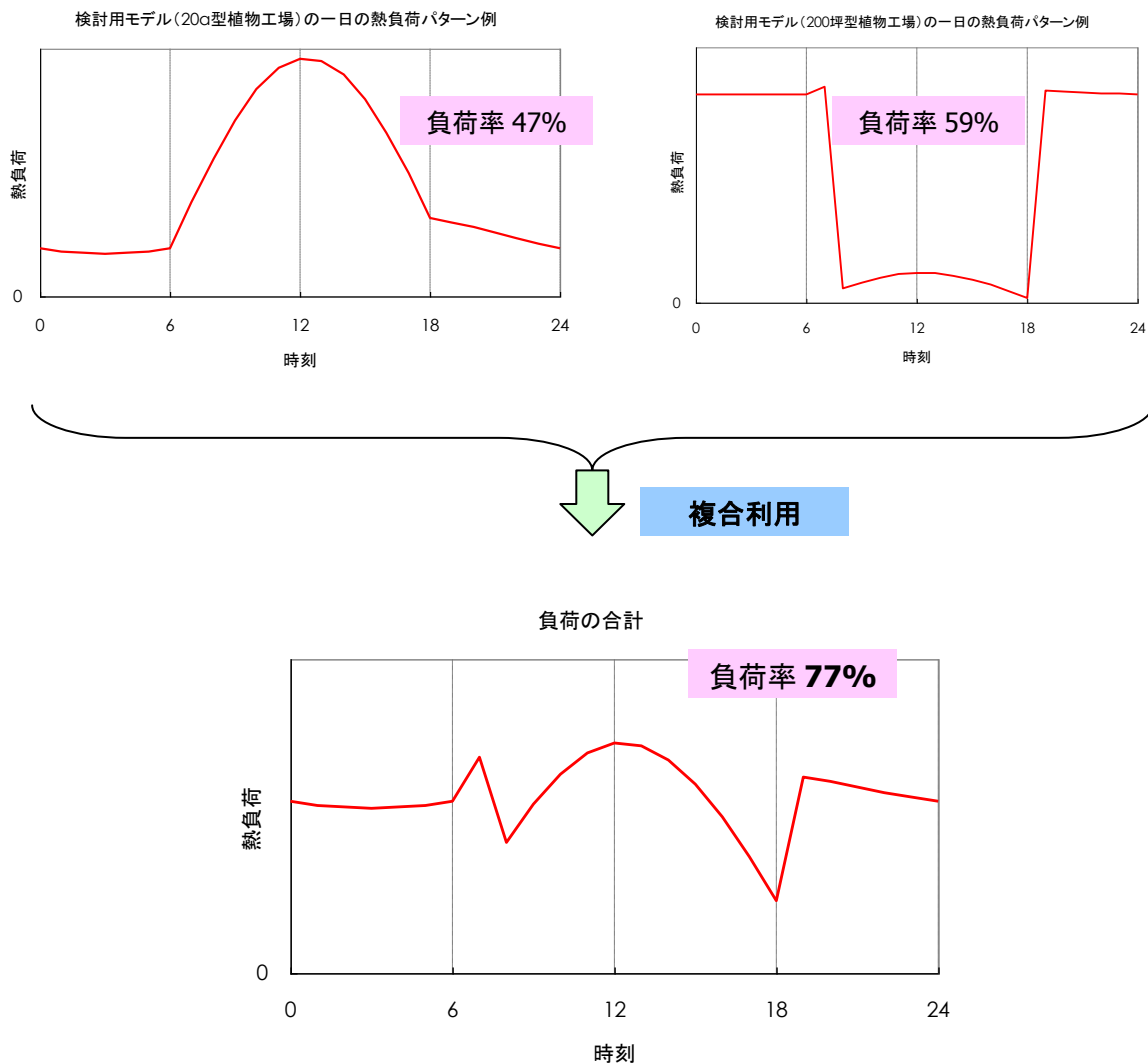 検討用モデル（20α型植物工場）の一日の熱負荷パターン例
負荷率 47%
熱負荷
0
0 6 12 18 24
時刻
検討用モデル（200坪型植物工場）の一日の熱負荷パターン例
負荷率 59%
熱負荷
0
0 6 12 18 24
時刻
複合利用
負荷の合計
負荷率 77%
熱負荷
0
0 6 12 18 24
時刻